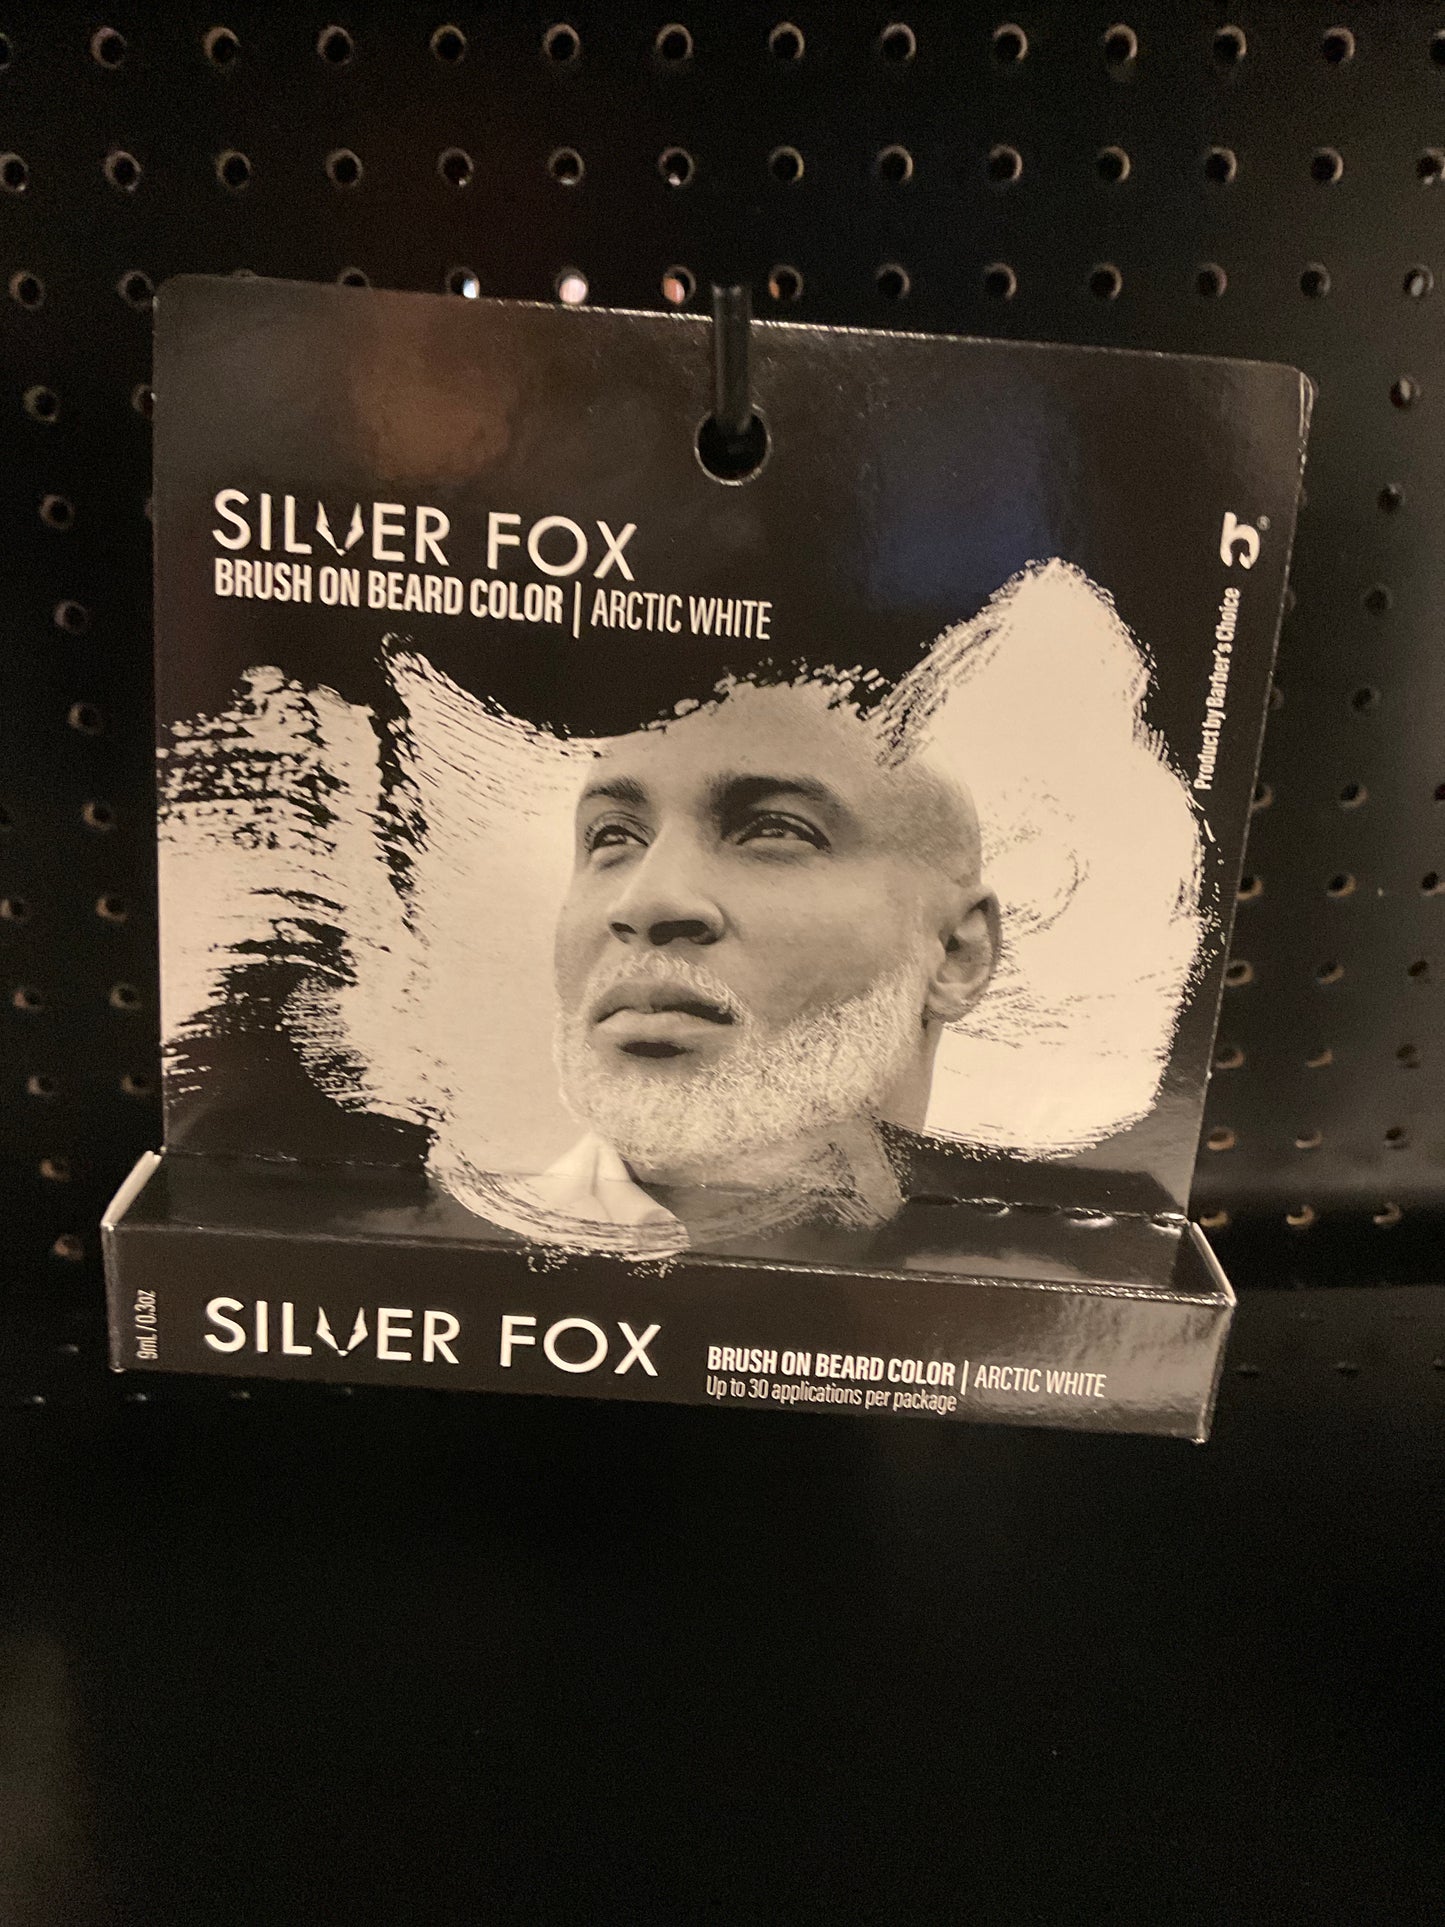 SILVER FOX
BRUSH ON BEARD COLOR | ARCTIC WHITE
Product by Barber's Choice
9mL / 0.3oz
SILVER FOX
BRUSH ON BEARD COLOR | ARCTIC WHITE
Up to 30 applications per package